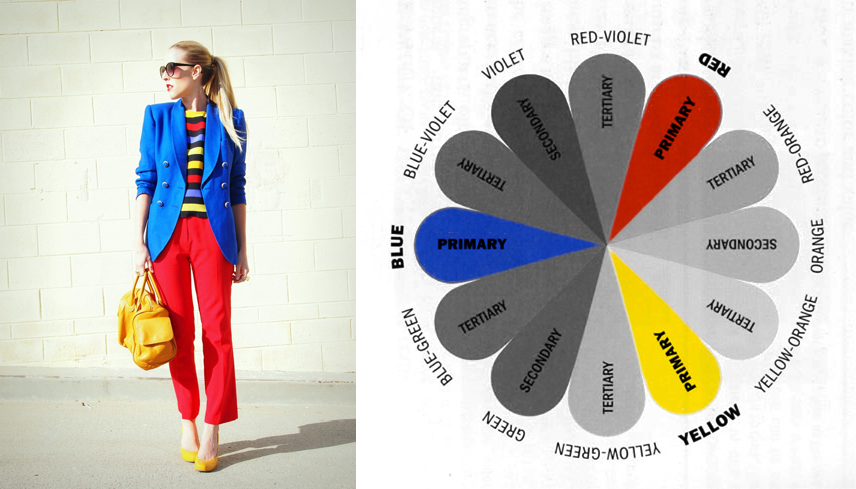 RED-VIOLET
TERTIARY
RED
PRIMARY
RED-ORANGE
TERTIARY
ORANGE
SECONDARY
YELLOW-ORANGE
TERTIARY
YELLOW
PRIMARY
YELLOW-GREEN
TERTIARY
GREEN
SECONDARY
BLUE-GREEN
TERTIARY
BLUE
PRIMARY
BLUE-VIOLET
TERTIARY
VIOLET
SECONDARY